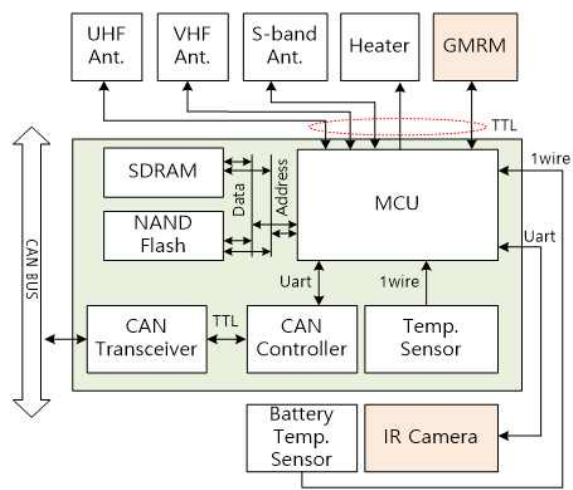 UHF
Ant.
VHF
Ant.
S-band
Ant.
Heater
GMRM
TTL
1wire
SDRAM
NAND
Flash
Data
Address
MCU
Uart
CAN BUS
Uart
1wire
CAN
Transceiver
TTL
CAN
Controller
Temp.
Sensor
Battery
Temp.
Sensor
IR Camera